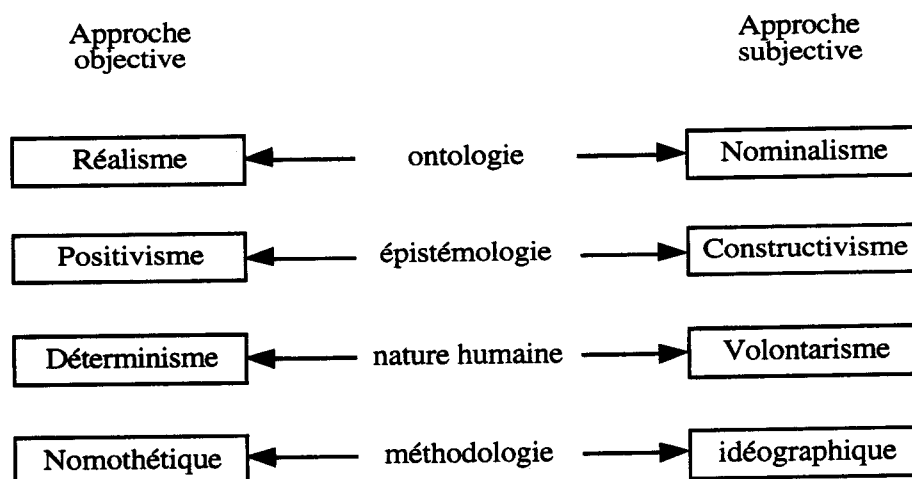 Approche
objective
Approche
subjective
Réalisme
ontologie
Nominalisme
Positivisme
épistémologie
Constructivisme
Déterminisme
nature humaine
Volontarisme
Nomothétique
méthodologie
idéographique